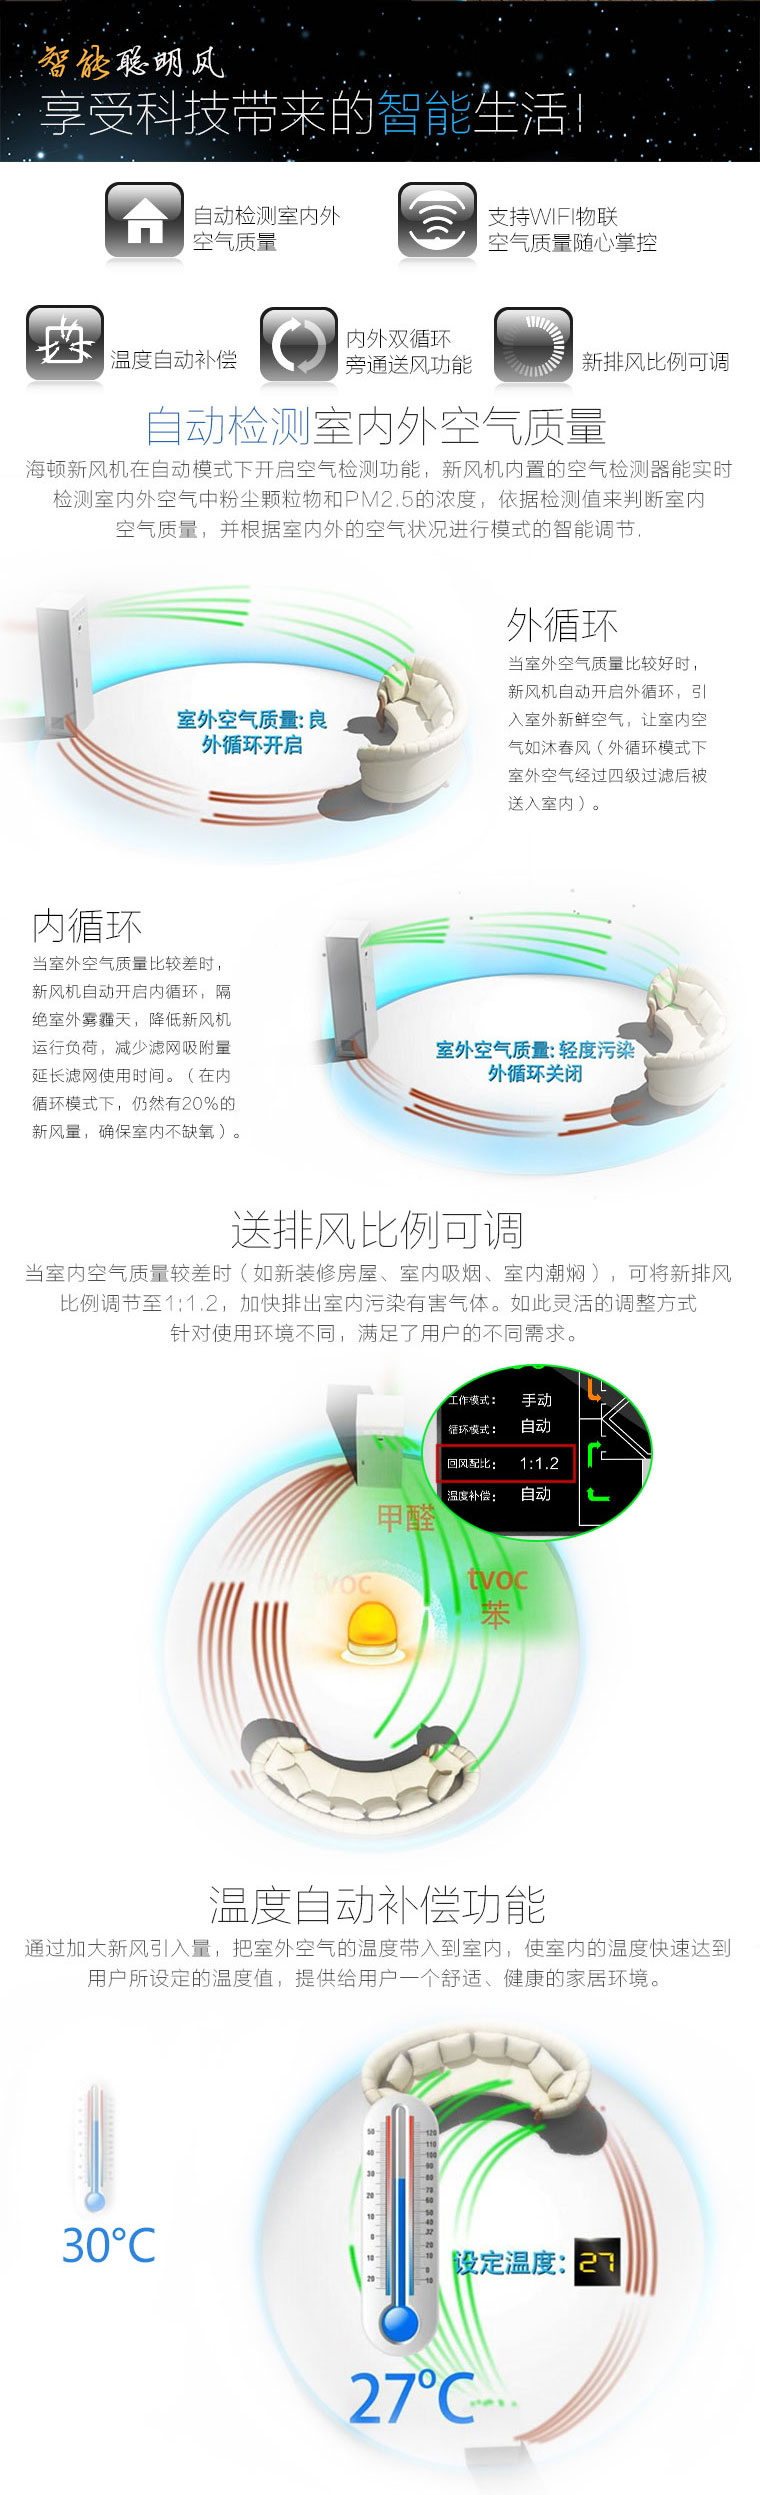 智能聪明风
享受科技带来的智能生活!
自动检测室内外
空气质量
支持WIFI物联
空气质量随心掌控
温度自动补偿
内外双循环
旁通送风功能
新排风比例可调
自动检测室内外空气质量
海顿新风机在自动模式下开启空气检测功能，新风机内置的空气检测器能实时
检测室内外空气中粉尘颗粒物和PM2.5的浓度，依据检测值来判断室内
空气质量，并根据室内外的空气状况进行模式的智能调节.
外循环
当室外空气质量比较好时，
新风机自动开启外循环，引
入室外新鲜空气，让室内空
气如沐春风（外循环模式下
室外空气经过四级过滤后被
送入室内）。
室外空气质量:良
外循环开启
内循环
当室外空气质量比较差时，
新风机自动开启内循环，隔
绝室外雾霾天，降低新风机
运行负荷，减少滤网吸附量
延长滤网使用时间。（在内
循环模式下，仍然有20%的
新风量，确保室内不缺氧）。
室外空气质量:轻度污染
外循环关闭
送排风比例可调
当室内空气质量较差时（如新装修房屋、室内吸烟、室内潮焖），可将新排风
比例调节至1;1.2，加快排出室内污染有害气体。如此灵活的调整方式
针对使用环境不同，满足了用户的不同需求。
工作模式： 手动
循环模式： 自动
回风配比： 1:1.2
温度补偿： 自动
甲醛
tvoc
tvoc
苯
温度自动补偿功能
通过加大新风引入量，把室外空气的温度带入到室内，使室内的温度快速达到
用户所设定的温度值，提供给用户一个舒适、健康的家居环境。
30°C
设定温度: 27
27°C